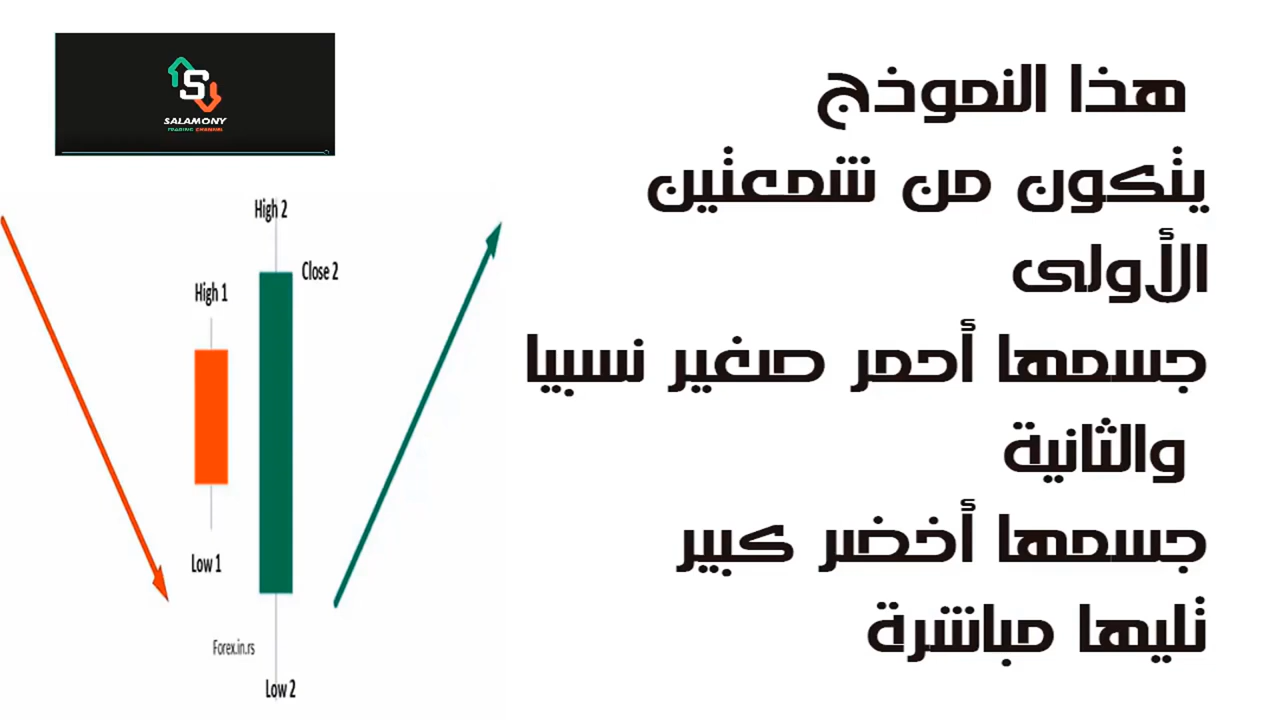 SALAMONY
TRADING CHANNEL
هذا النموذج
يتكون من شمعتين
الأولى
جسمها أحمر صغير نسبيا
والثانية
جسمها أخضر كبير
تليها مباشرة
High 2
Close 2
High 1
Low 1
Forex.in.rs
Low 2